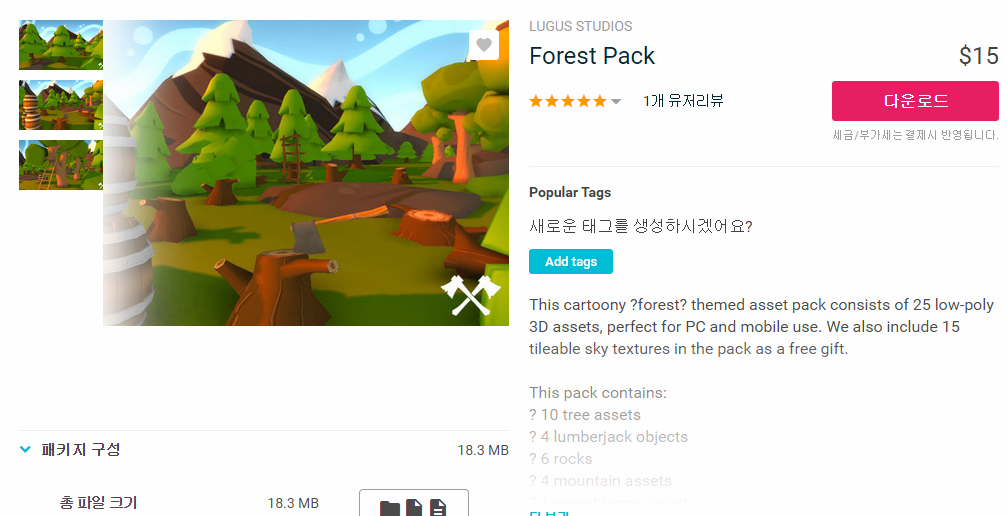 LUGUS STUDIOS
Forest Pack
$15
1개 유저리뷰
다운로드
세금/부가세는 결제시 반영됩니다.
Popular Tags
새로운 태그를 생성하시겠어요?
Add tags
This cartoony ?forest? themed asset pack consists of 25 low-poly
3D assets, perfect for PC and mobile use. We also include 15
tileable sky textures in the pack as a free gift.
This pack contains:
? 10 tree assets
? 4 lumberjack objects
? 6 rocks
? 4 mountain assets
패키지 구성
18.3 MB
총 파일 크기
18.3 MB